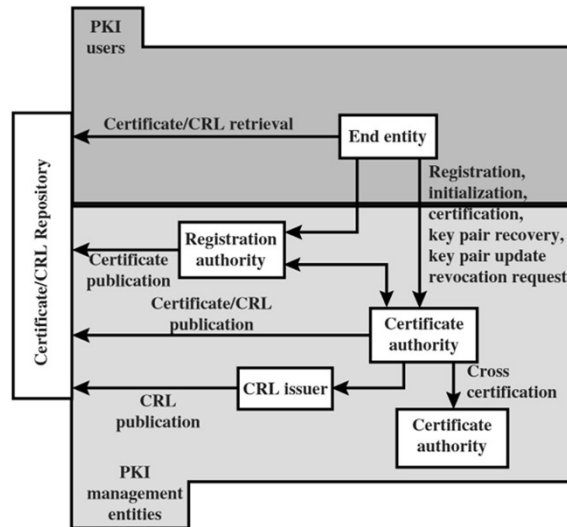 PKI
users
Certificate/CRL retrieval
End entity
Certificate/CRL Repository
Registration,
initialization,
certification,
key pair recovery,
key pair update
revocation request
Registration
authority
Certificate
publication
Certificate/CRL
publication
Certificate
authority
CRL issuer
CRL
publication
Cross
certification
Certificate
authority
PKI
management
entities